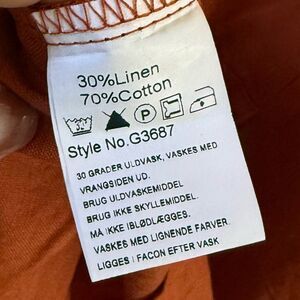 30%Linen
70%Cotton
P
Style No.G3687
30 GRADER ULDVASK, VASKES MED
VRANGSIDEN UD.
BRUG ULDVASKEMIDDEL
BRUG IKKE SKYLLEMIDDEL.
MÅ IKKE IBLØDLÆGGES.
VASKES MED LIGNENDE FARVER.
LIGGES I FACON EFTER VASK